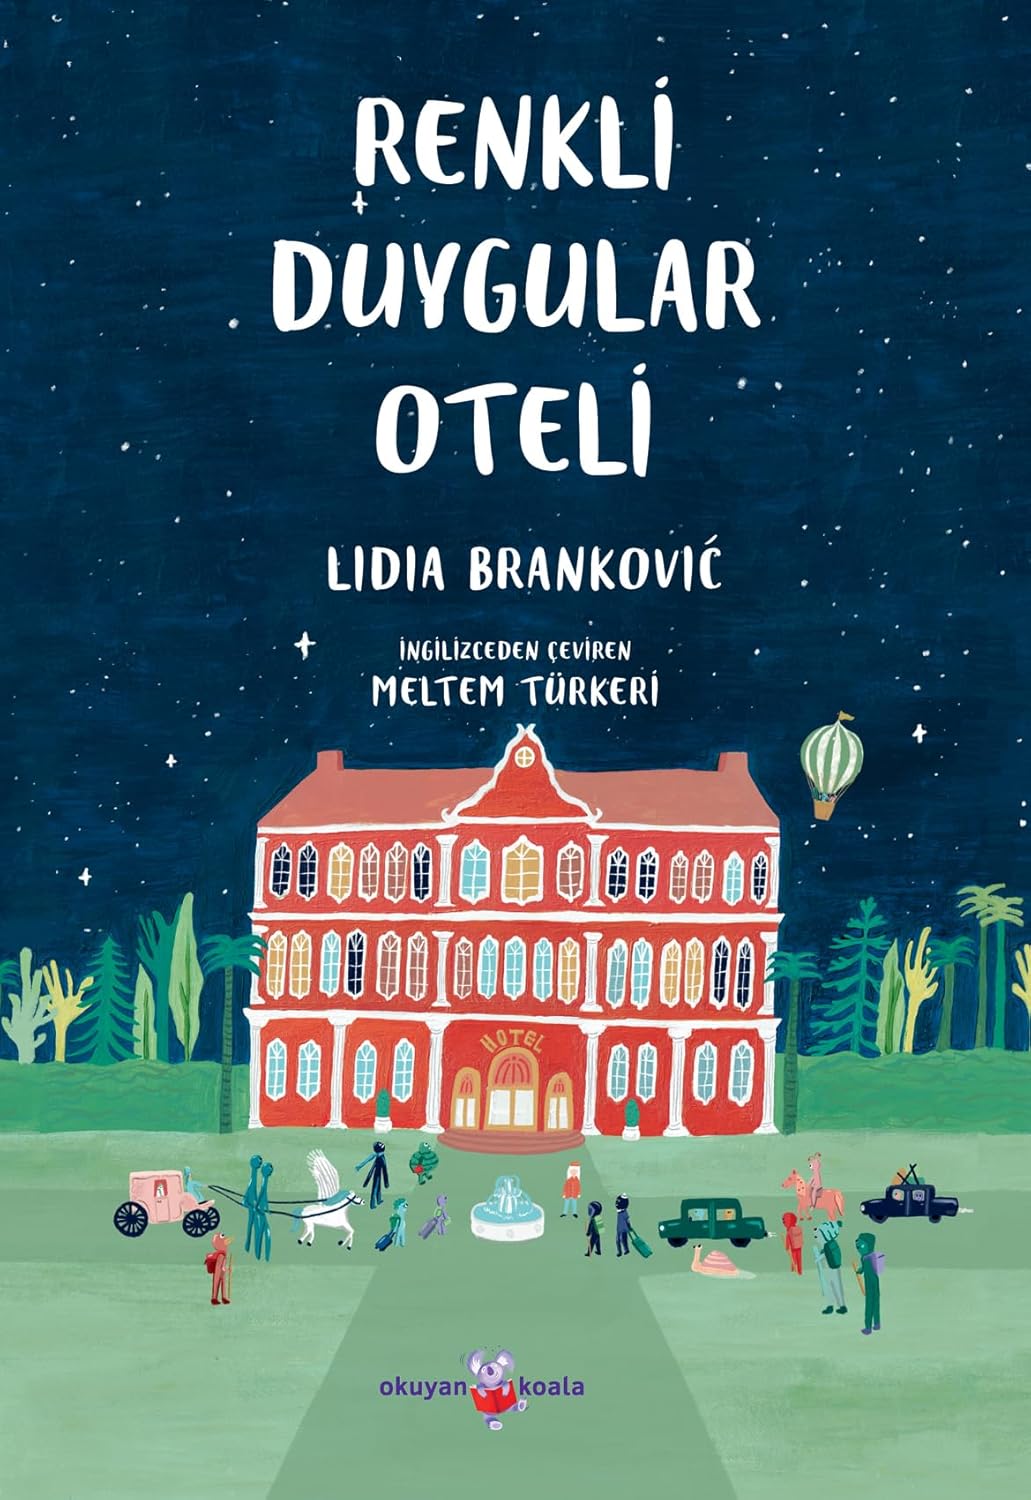 RENKLİ
DUYGULAR
OTELİ
LIDIA BRANKOVIĆ
İNGİLİZCEDEN ÇEVİREN
MELTEM TÜRKERİ
HOTEL
okuyan koala